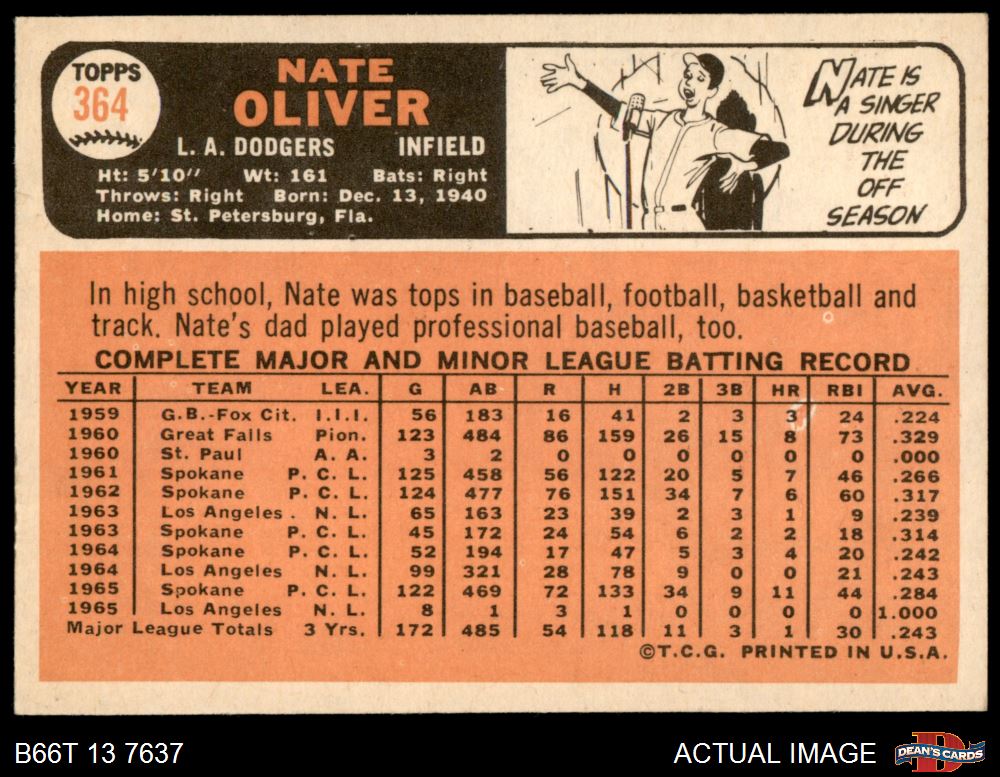 TOPPS
364
NATE
OLIVER
L. A. DODGERS INFIELD
Ht: 5'10" Wt: 161 Bats: Right
Throws: Right Born: Dec. 13, 1940
Home: St. Petersburg, Fla.
NATE IS
A SINGER
DURING
THE
OFF
SEASON
In high school, Nate was tops in baseball, football, basketball and
track. Nate's dad played professional baseball, too.
COMPLETE MAJOR AND MINOR LEAGUE BATTING RECORD
YEAR TEAM LEA. G AB R H 2B 3B HR RBI AVG.
1959 G.B.-Fox Cit. I.I.I. 56 183 16 41 2 3 3 24 .224
1960 Great Falls Pion. 123 484 86 159 26 15 8 73 .329
1960 St. Paul A. A. 3 2 0 0 0 0 0 0 .000
1961 Spokane P. C. L. 125 458 56 122 20 5 7 46 .266
1962 Spokane P. C. L. 124 477 76 151 34 7 6 60 .317
1963 Los Angeles . N. L. 65 163 23 39 2 3 1 9 .239
1963 Spokane P. C. L. 45 172 24 54 6 2 2 18 .314
1964 Spokane P. C. L. 52 194 17 47 5 3 4 20 .242
1964 Los Angeles N. L. 99 321 28 78 9 0 0 21 .243
1965 Spokane P. C. L. 122 469 72 133 34 9 11 44 .284
1965 Los Angeles N. L. 8 1 3 1 0 0 0 0 1.000
Major League Totals 3 Yrs. 172 485 54 118 11 3 1 30 .243
©T.C.G. PRINTED IN U.S.A.
B66T 13 7637 ACTUAL IMAGE DEAN'S CARDS